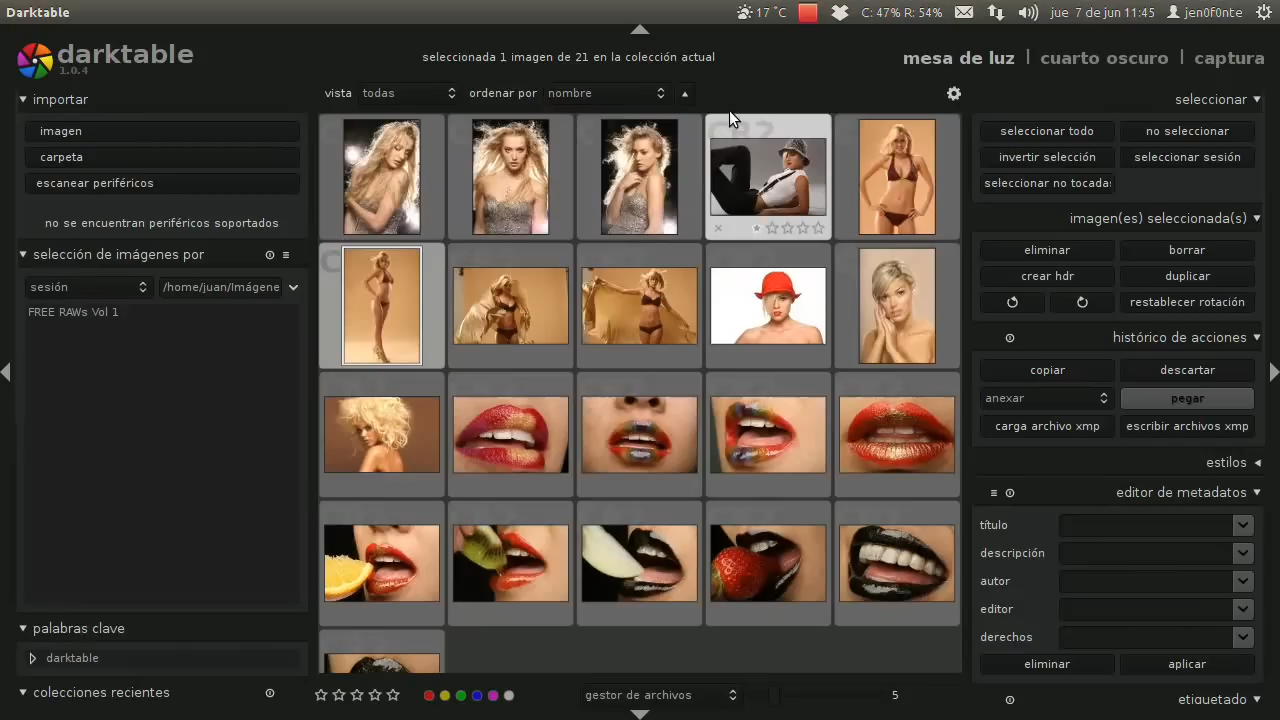 Darktable
17 °C
C: 47% R: 54%
jue 7 de jun 11:45
jen0f0nte
darktable
1.0.4
seleccionada 1 imagen de 21 en la colección actual
mesa de luz | cuarto oscuro | captura
importar
imagen
carpeta
escanear periféricos
no se encuentran periféricos soportados
selección de imágenes por
sesión
/home/juan/Imágene
FREE RAWs Vol 1
palabras clave
darktable
colecciones recientes
vista
todas
ordenar por
nombre
CR2
gestor de archivos
5
seleccionar
seleccionar todo
no seleccionar
invertir selección
seleccionar sesión
seleccionar no tocadas
imagen(es) seleccionada(s)
eliminar
borrar
crear hdr
duplicar
restablecer rotación
histórico de acciones
copiar
descartar
anexar
pegar
carga archivo xmp
escribir archivos xmp
estilos
editor de metadatos
título
descripción
autor
editor
derechos
eliminar
aplicar
etiquetado